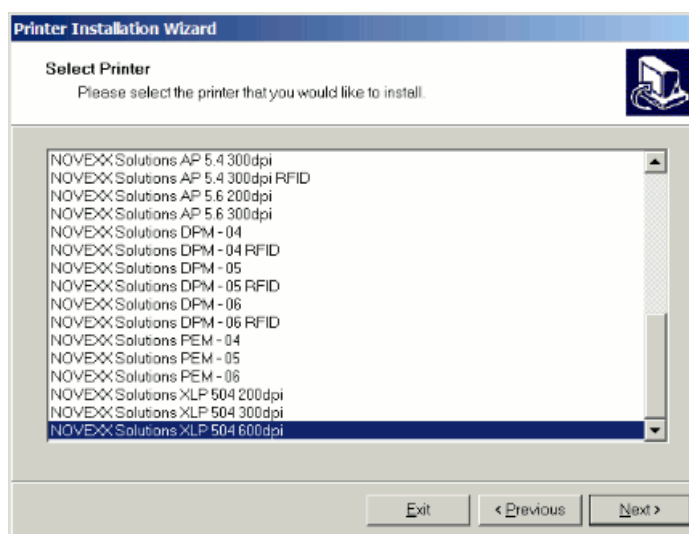 Printer Installation Wizard
Select Printer
Please select the printer that you would like to install.
NOVEXX Solutions AP 5.4 300dpi
NOVEXX Solutions AP 5.4 300dpi RFID
NOVEXX Solutions AP 5.6 200dpi
NOVEXX Solutions AP 5.6 300dpi
NOVEXX Solutions DPM - 04
NOVEXX Solutions DPM - 04 RFID
NOVEXX Solutions DPM - 05
NOVEXX Solutions DPM - 05 RFID
NOVEXX Solutions DPM - 06
NOVEXX Solutions DPM - 06 RFID
NOVEXX Solutions PEM - 04
NOVEXX Solutions PEM - 05
NOVEXX Solutions PEM - 06
NOVEXX Solutions XLP 504 200dpi
NOVEXX Solutions XLP 504 300dpi
NOVEXX Solutions XLP 504 600dpi
Exit < Previous Next >